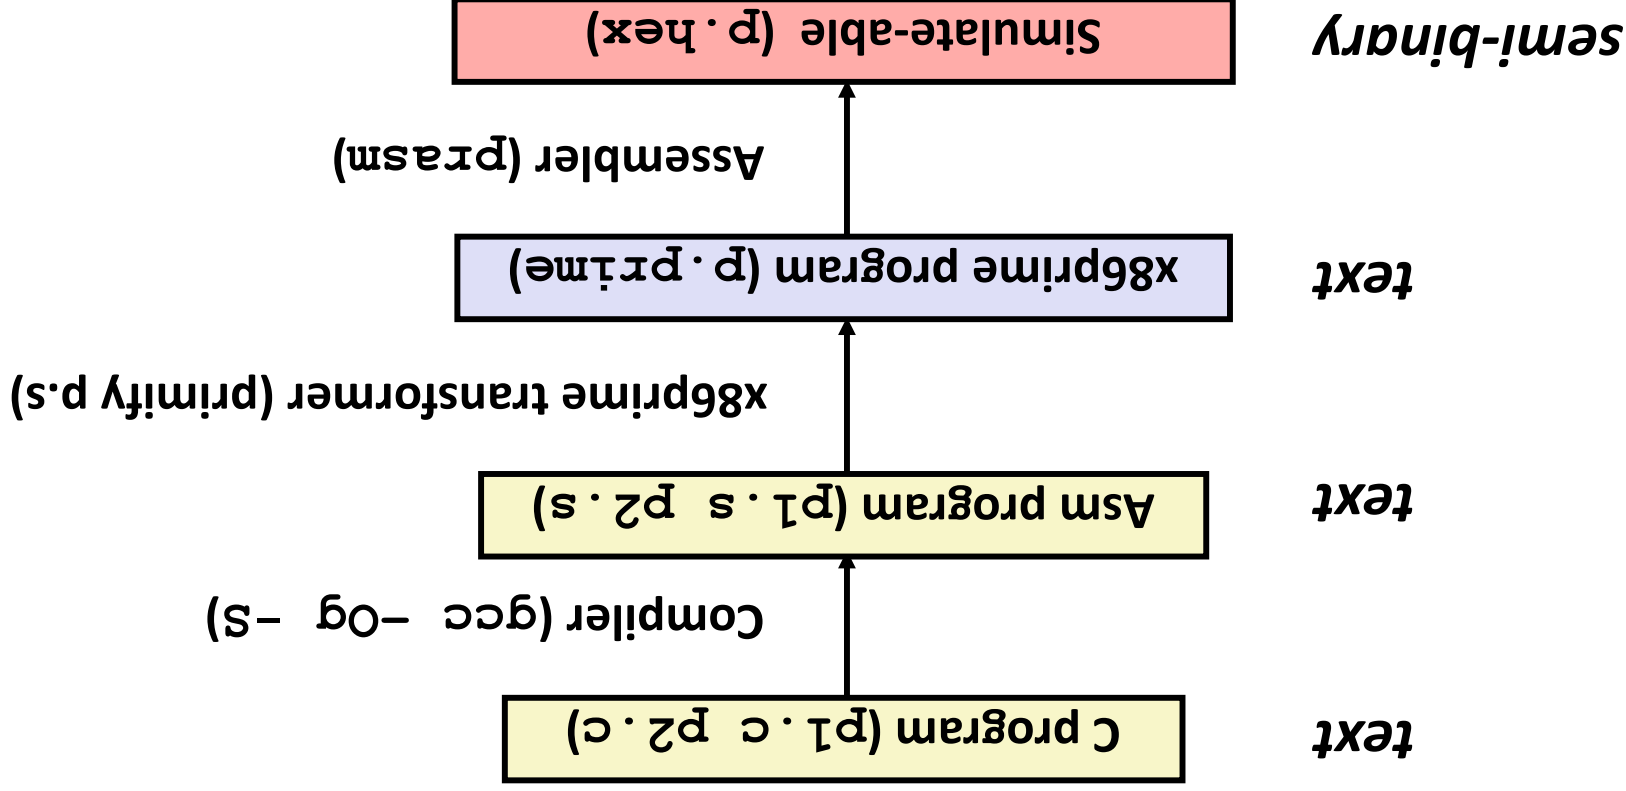 text
C program (p1.c p2.c)
Compiler (gcc –Og –S)
text
Asm program (p1.s p2.s)
x86prime transformer (primify p.s)
text
x86prime program (p.prime)
Assembler (prasm)
semi-binary
Simulate-able (p.hex)